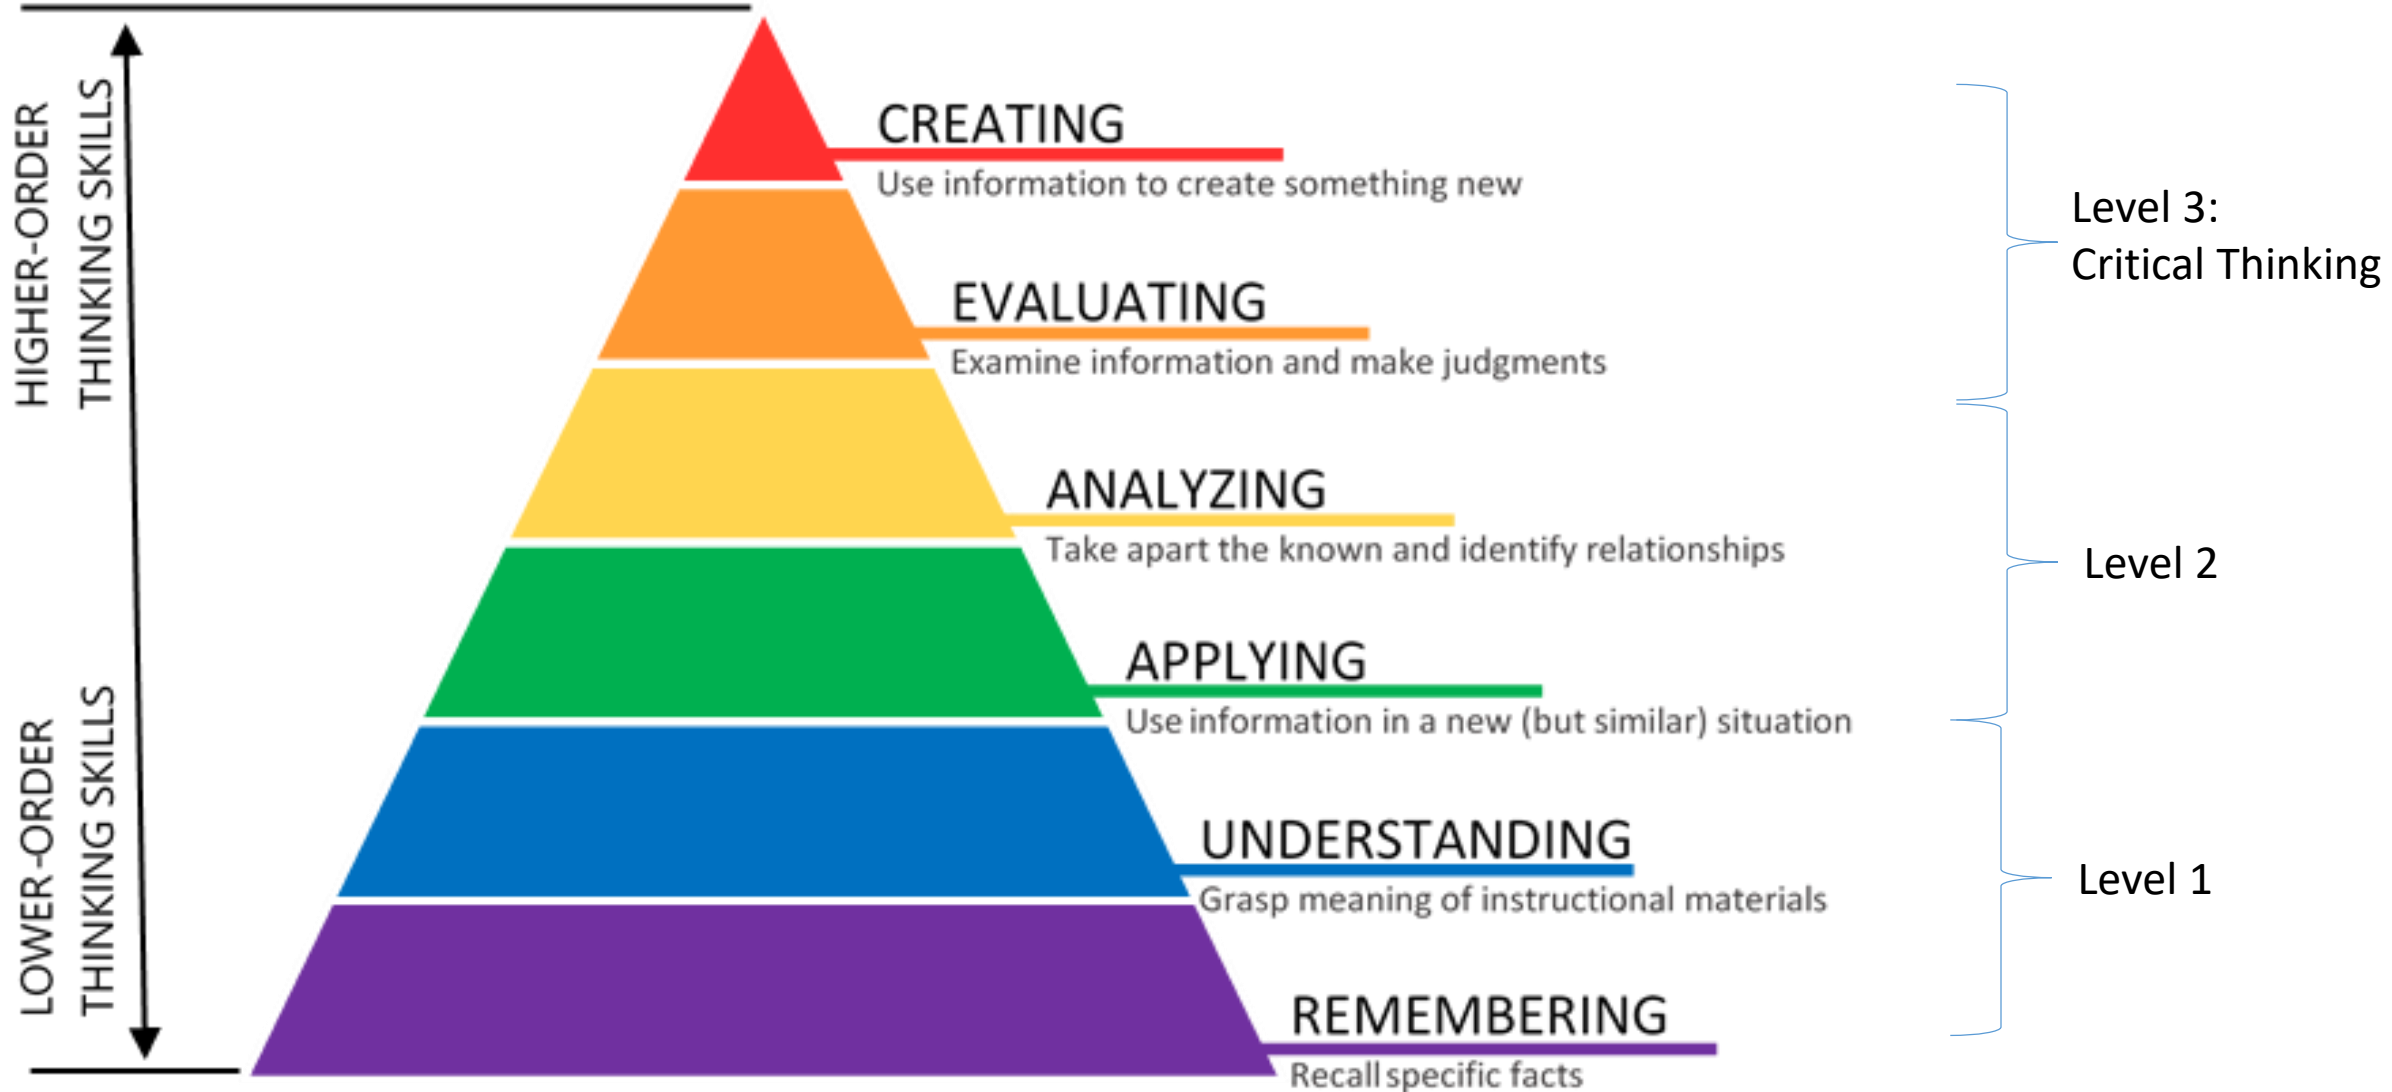 HIGHER-ORDER
THINKING SKILLS
LOWER-ORDER
THINKING SKILLS
CREATING
Use information to create something new
EVALUATING
Examine information and make judgments
ANALYZING
Take apart the known and identify relationships
APPLYING
Use information in a new (but similar) situation
UNDERSTANDING
Grasp meaning of instructional materials
REMEMBERING
Recall specific facts
Level 3:
Critical Thinking
Level 2
Level 1